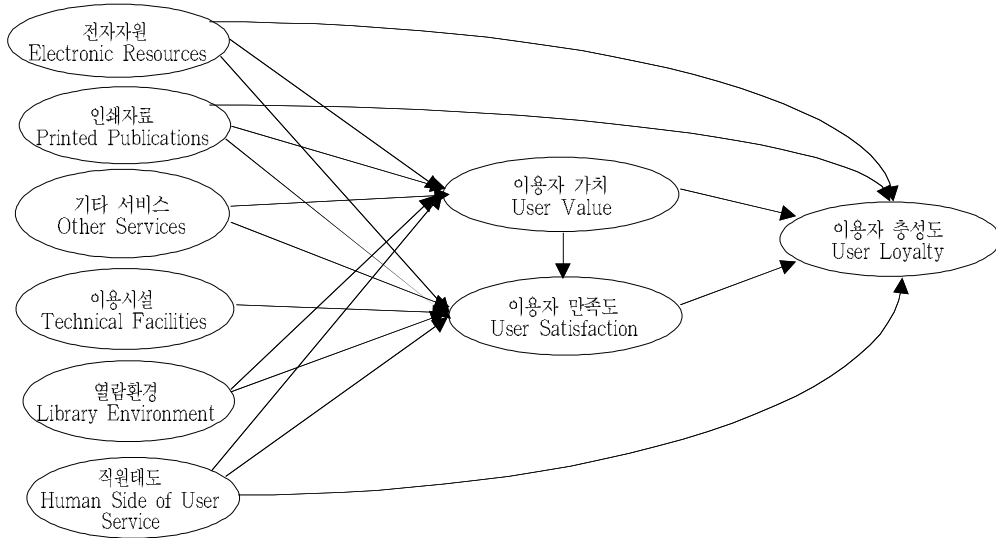 전자자원
Electronic Resources
인쇄자료
Printed Publications
기타 서비스
Other Services
이용시설
Technical Facilities
열람환경
Library Environment
직원태도
Human Side of User
Service
이용자 가치
User Value
이용자 만족도
User Satisfaction
이용자 충성도
User Loyalty